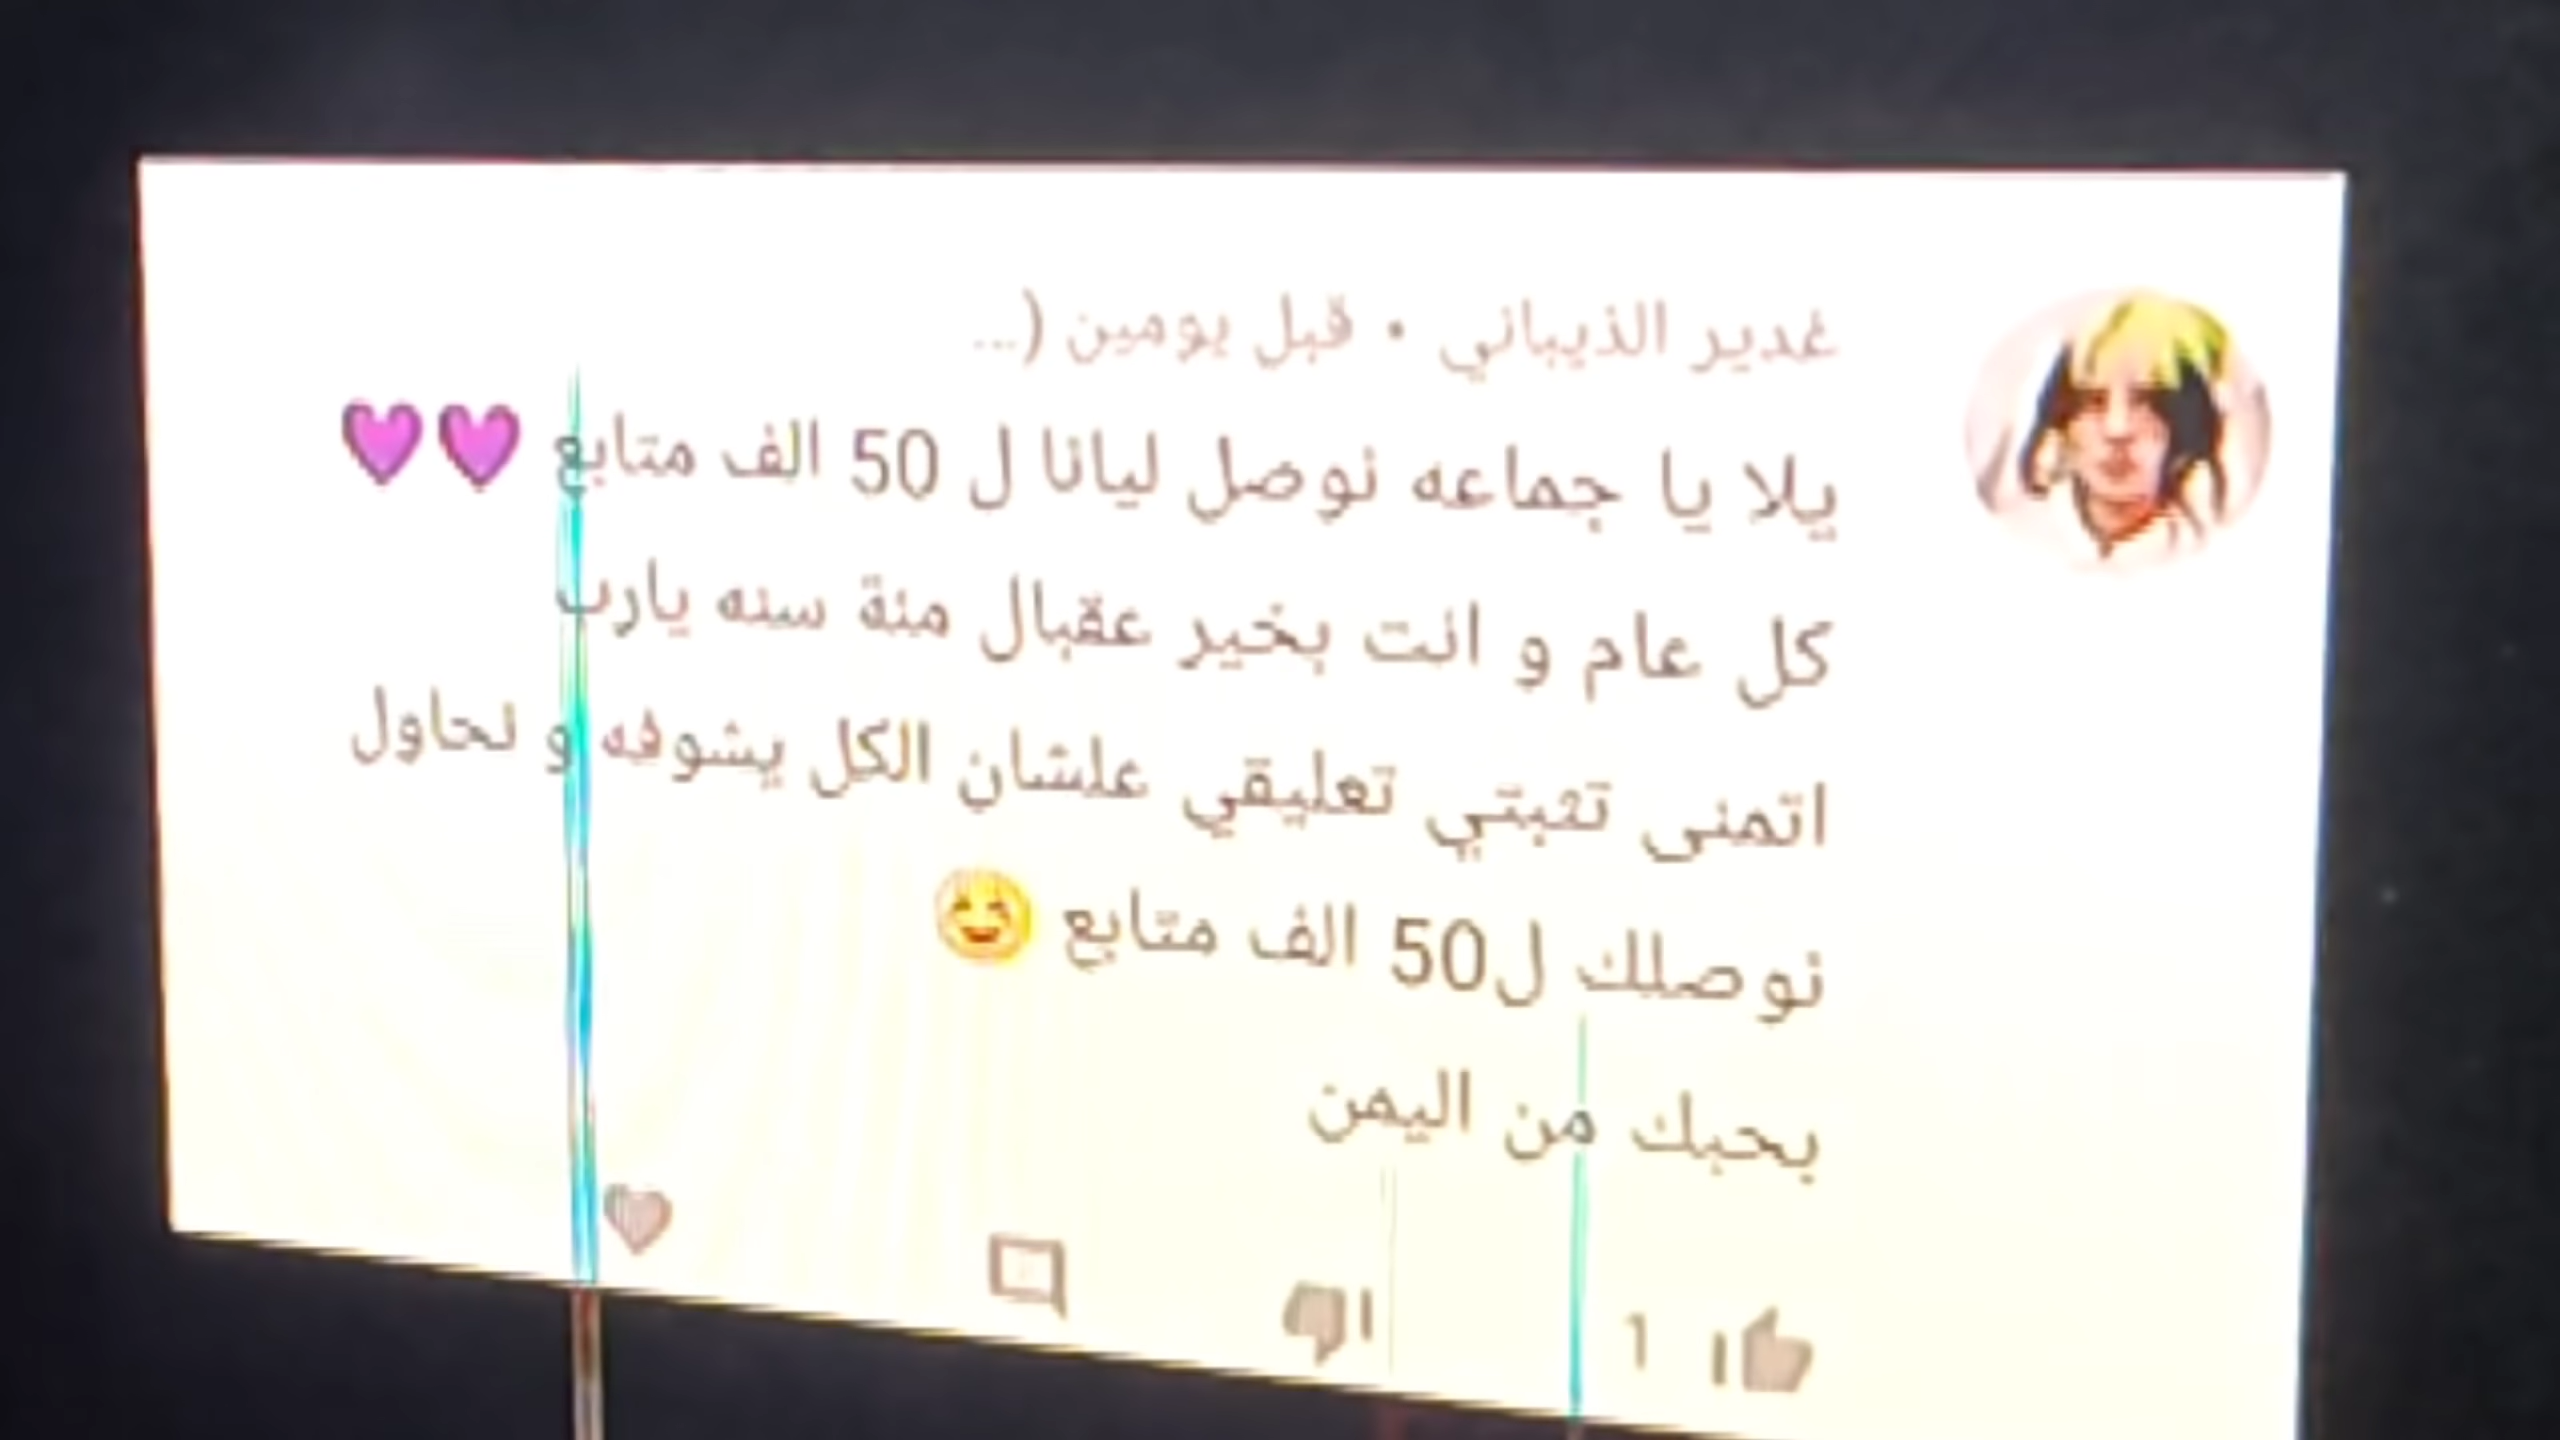 غدير الذيباني • قبل يومين (...
يلا يا جماعه نوصل ليانا ل 50 الف متابع 💜💜
كل عام و انت بخير عقبال مئة سنه يارب
اتمنى تثبتي تعليقي علشان الكل يشوفه و نحاول
نوصلك ل50 الف متابع 😊
بحبك من اليمن
1